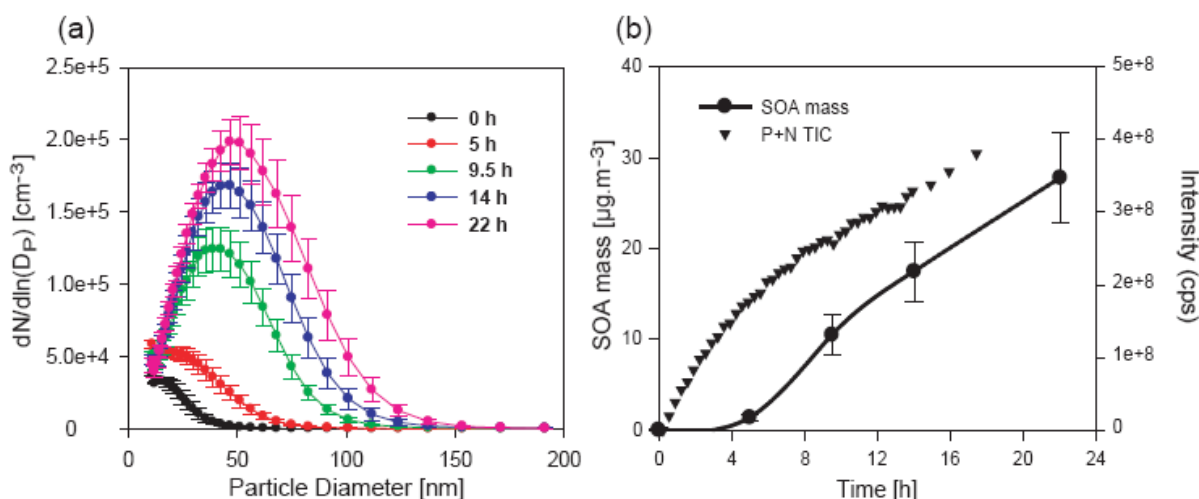 (a)
dN/dln(DP) [cm-3]
2.5e+5
2.0e+5
1.5e+5
1.0e+5
5.0e+4
0
0 h
5 h
9.5 h
14 h
22 h
0 50 100 150 200
Particle Diameter [nm]
(b)
SOA mass [µg.m-3]
40
30
20
10
0
SOA mass
P+N TIC
5e+8
4e+8
3e+8
2e+8
1e+8
0
Intensity (cps)
0 4 8 12 16 20 24
Time [h]